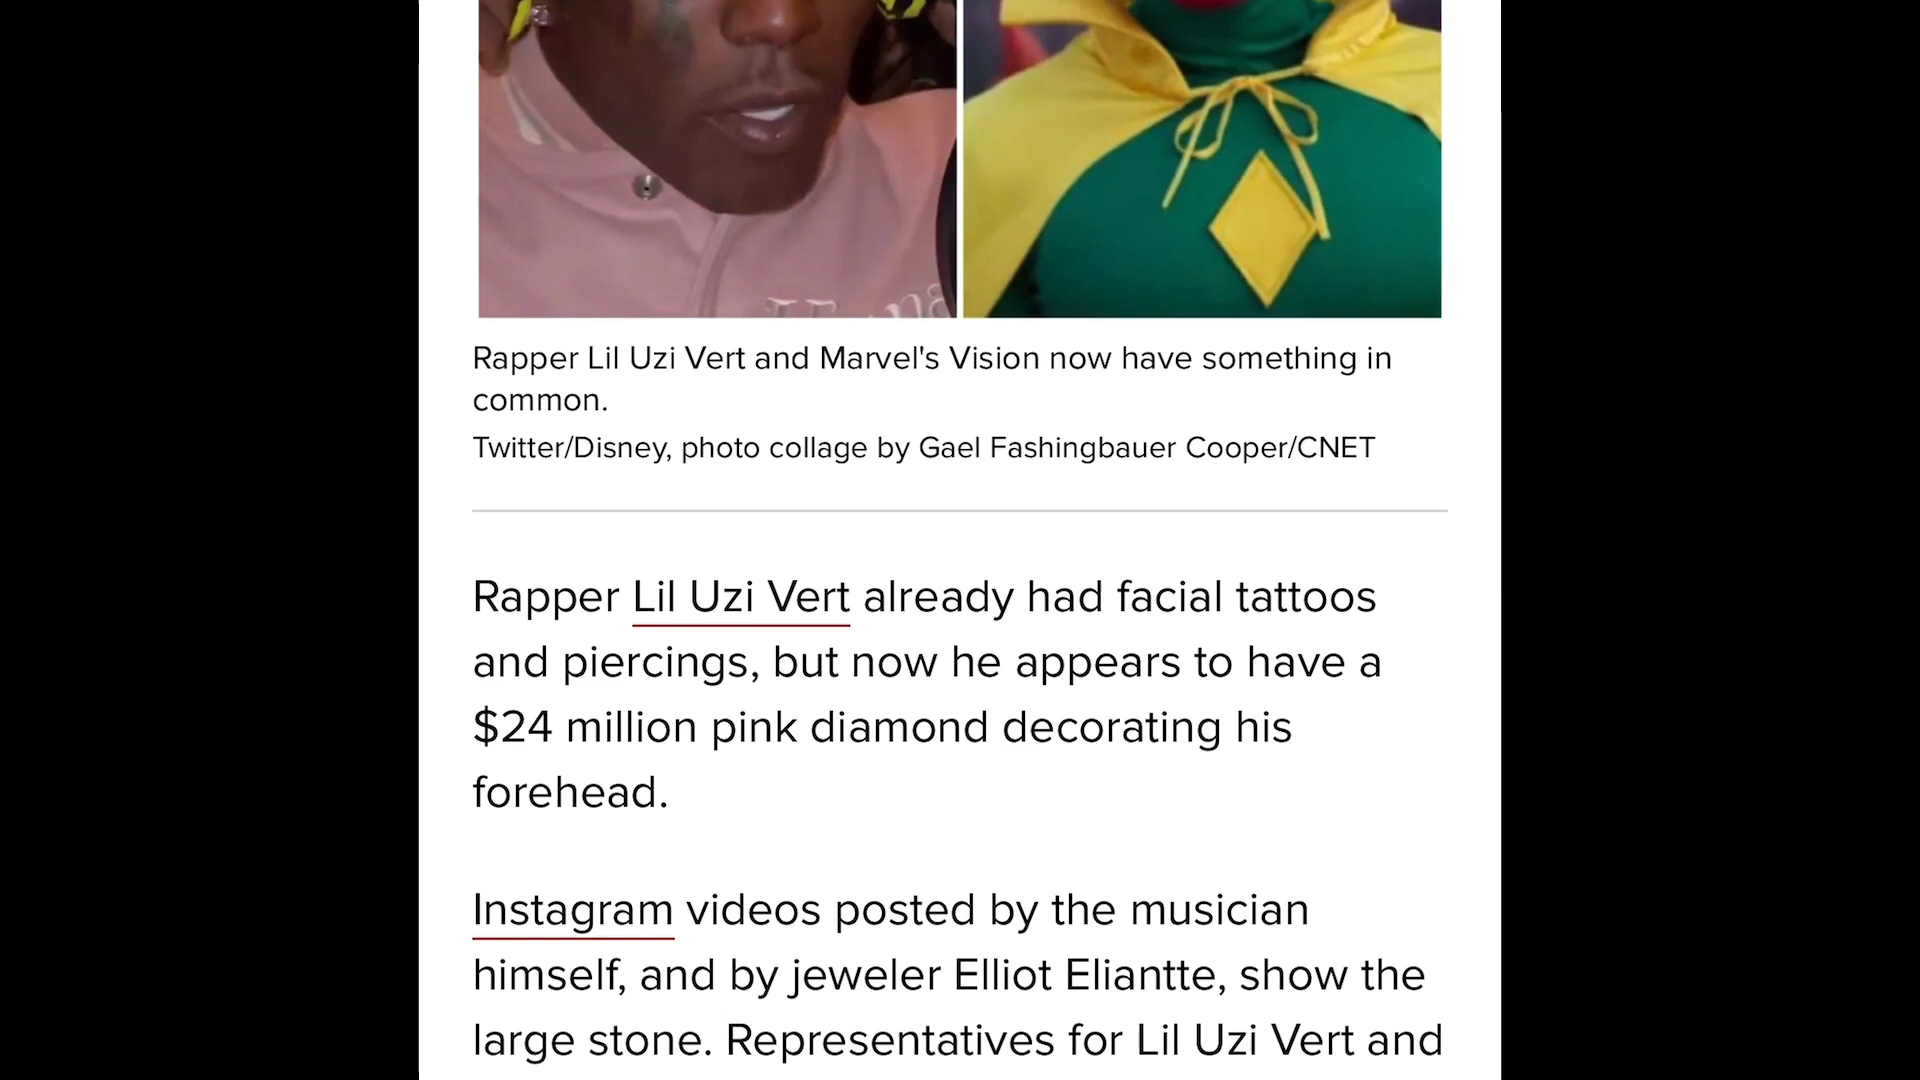 Rapper Lil Uzi Vert and Marvel's Vision now have something in
common.
Twitter/Disney, photo collage by Gael Fashingbauer Cooper/CNET
Rapper Lil Uzi Vert already had facial tattoos
and piercings, but now he appears to have a
$24 million pink diamond decorating his
forehead.
Instagram videos posted by the musician
himself, and by jeweler Elliot Eliantte, show the
large stone. Representatives for Lil Uzi Vert and